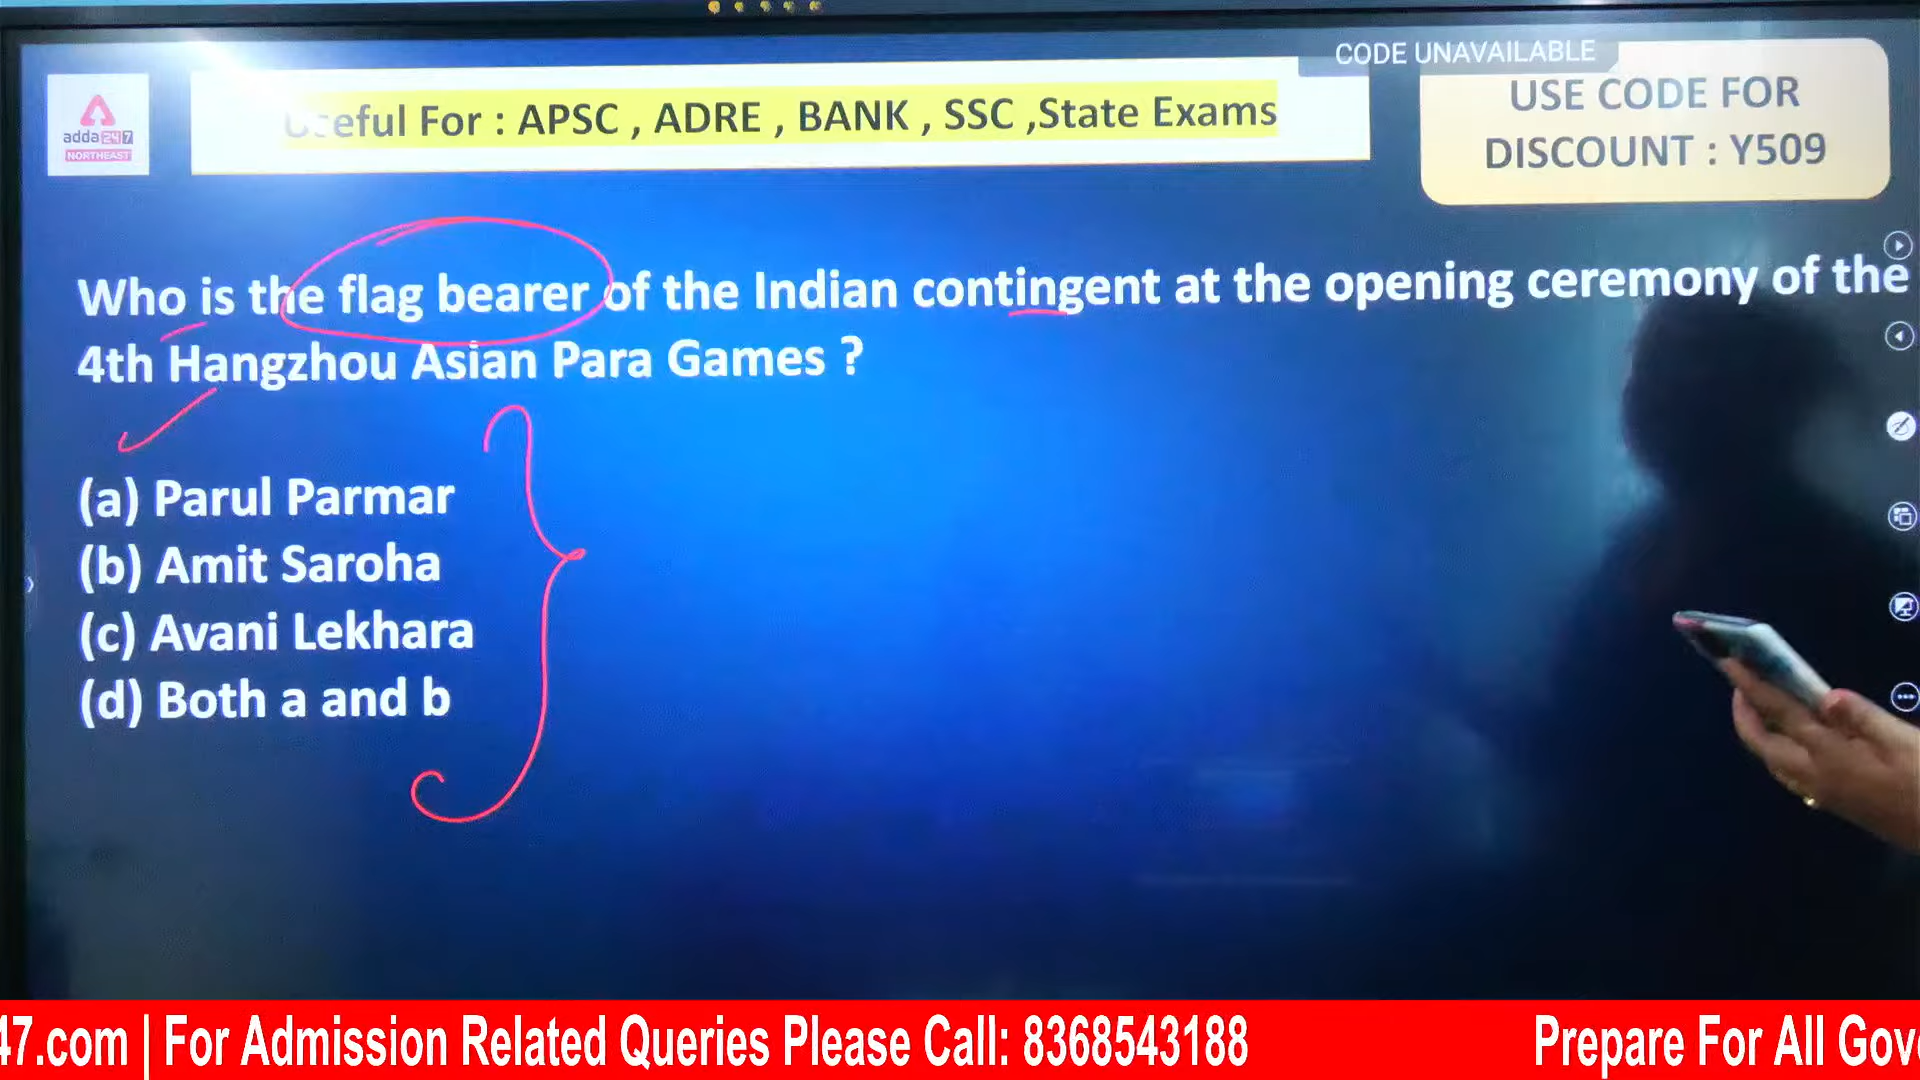 CODE UNAVAILABLE
adda247
NORTHEAST
Useful For : APSC , ADRE , BANK , SSC ,State Exams
USE CODE FOR
DISCOUNT : Y509
Who is the flag bearer of the Indian contingent at the opening ceremony of the
4th Hangzhou Asian Para Games ?
(a) Parul Parmar
(b) Amit Saroha
(c) Avani Lekhara
(d) Both a and b
47.com | For Admission Related Queries Please Call: 8368543188
Prepare For All Gov